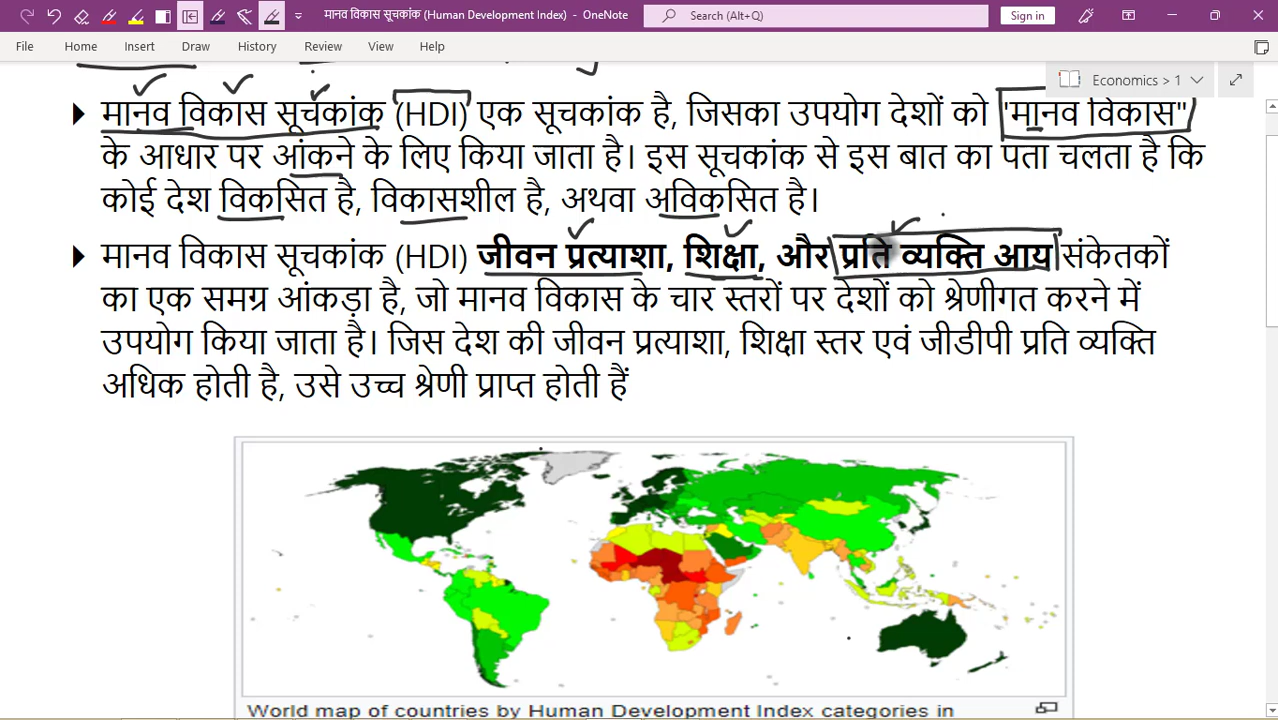 मानव विकास सूचकांक (Human Development Index) - OneNote
Search (Alt+Q)
Sign in
File Home Insert Draw History Review View Help
Economics > 1
मानव विकास सूचकांक (HDI) एक सूचकांक है, जिसका उपयोग देशों को "मानव विकास"
के आधार पर आंकने के लिए किया जाता है। इस सूचकांक से इस बात का पता चलता है कि
कोई देश विकसित है, विकासशील है, अथवा अविकसित है।
मानव विकास सूचकांक (HDI) जीवन प्रत्याशा, शिक्षा, और प्रति व्यक्ति आय संकेतकों
का एक समग्र आंकड़ा है, जो मानव विकास के चार स्तरों पर देशों को श्रेणीगत करने में
उपयोग किया जाता है। जिस देश की जीवन प्रत्याशा, शिक्षा स्तर एवं जीडीपी प्रति व्यक्ति
अधिक होती है, उसे उच्च श्रेणी प्राप्त होती हैं
World map of countries by Human Development Index categories in